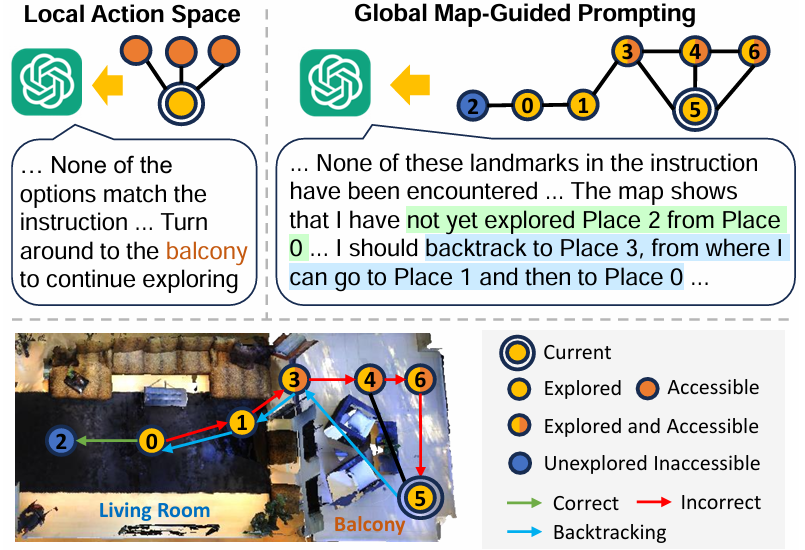 Local Action Space
Global Map-Guided Prompting
3 4 6
2 0 1
5
… None of the
options match the
instruction ... Turn
around to the balcony
to continue exploring
... None of these landmarks in the instruction
have been encountered ... The map shows
that I have not yet explored Place 2 from Place
0 ... I should backtrack to Place 3, from where I
can go to Place 1 and then to Place 0 ...
3 4 6
1
2 0
5
Living Room
Balcony
Current
Explored Accessible
Explored and Accessible
Unexplored Inaccessible
Correct Incorrect
Backtracking